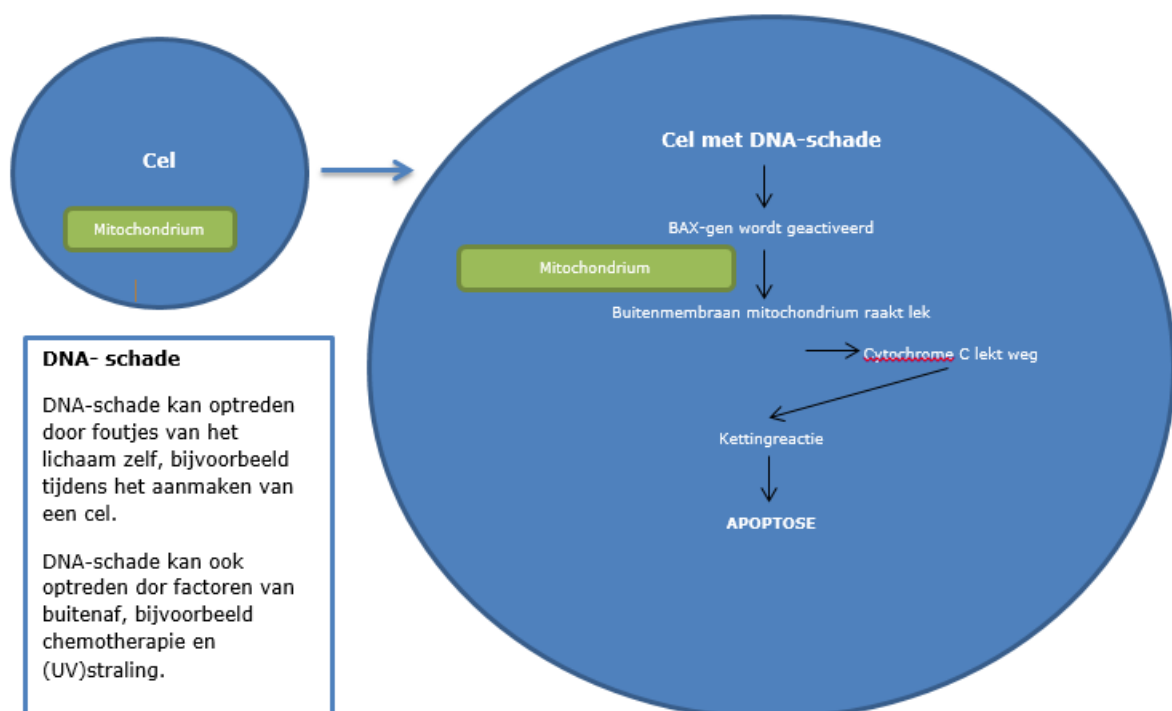 Cel
Mitochondrium
DNA- schade
DNA-schade kan optreden
door foutjes van het
lichaam zelf, bijvoorbeeld
tijdens het aanmaken van
een cel.
DNA-schade kan ook
optreden dor factoren van
buitenaf, bijvoorbeeld
chemotherapie en
(UV)straling.
Cel met DNA-schade
BAX-gen wordt geactiveerd
Mitochondrium
Buitenmembraan mitochondrium raakt lek
Cytochrome C lekt weg
Kettingreactie
APOPTOSE